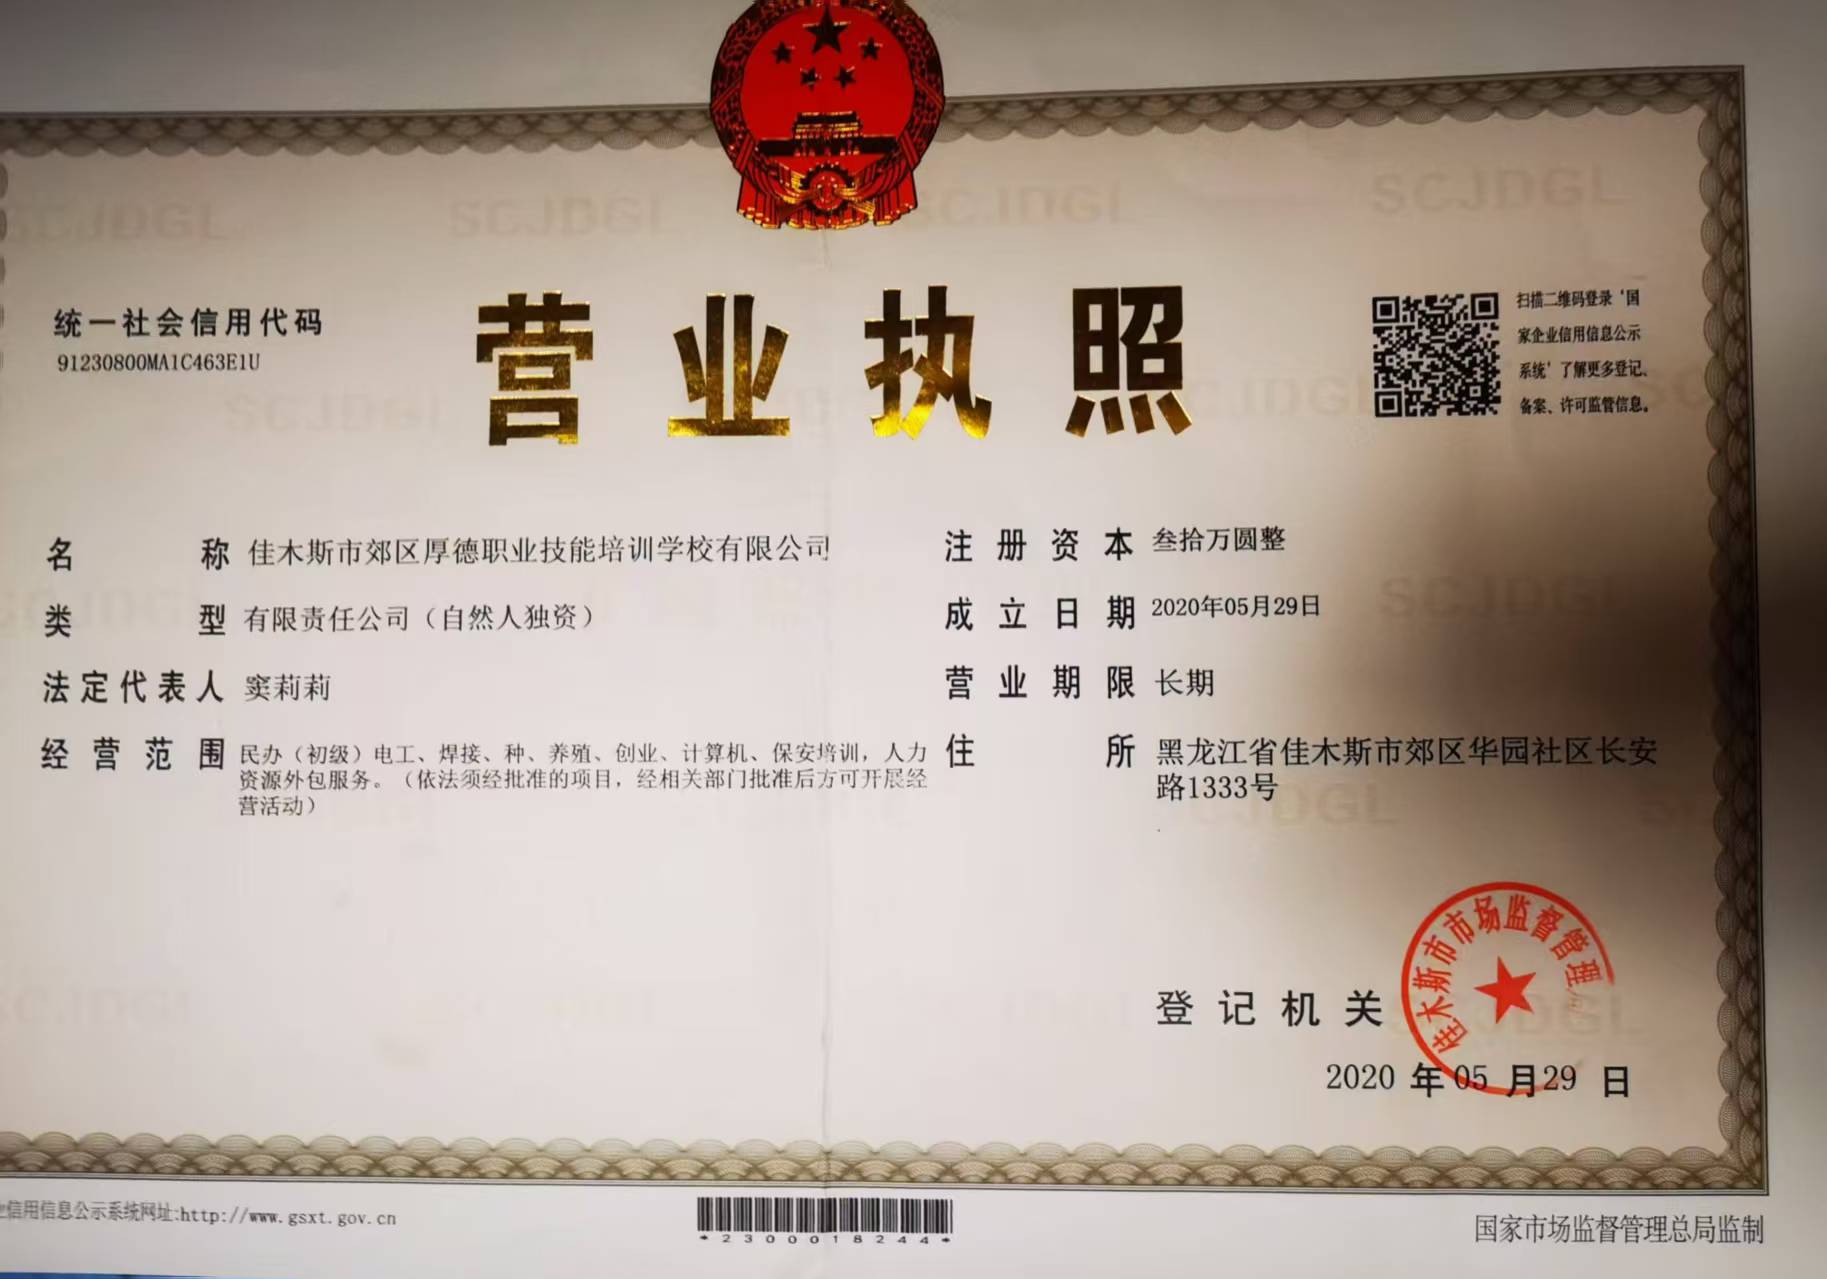 统一社会信用代码
91230800MA1C463E1U
营业执照
扫描二维码登录‘国
家企业信用信息公示
系统’了解更多登记、
备案、许可监管信息。
名称 佳木斯市郊区厚德职业技能培训学校有限公司
类型 有限责任公司（自然人独资）
法定代表人 窦莉莉
经营范围 民办（初级）电工、焊接、种、养殖、创业、计算机、保安培训，人力
资源外包服务。（依法须经批准的项目，经相关部门批准后方可开展经
营活动）
注册资本 叁拾万圆整
成立日期 2020年05月29日
营业期限 长期
住所 黑龙江省佳木斯市郊区华园社区长安
路1333号
登记机关
佳木斯市市场监督管理局
2020 年 05 月 29 日
业信用信息公示系统网址:http://www.gsxt.gov.cn
*2300018244*
国家市场监督管理总局监制
SCJDGL